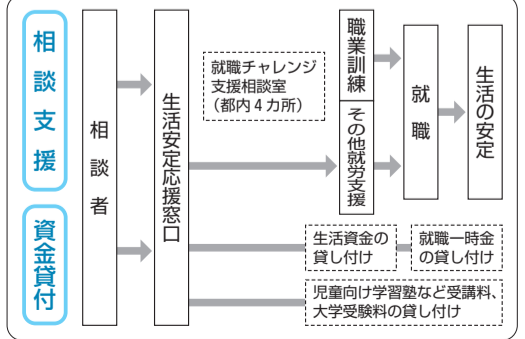 相談支援
資金貸付
相談者
生活安定応援窓口
就職チャレンジ
支援相談室
（都内４カ所）
職業訓練
その他就労支援
就職
生活の安定
生活資金の
貸し付け
就職一時金
の貸し付け
児童向け学習塾など受講料、
大学受験料の貸し付け